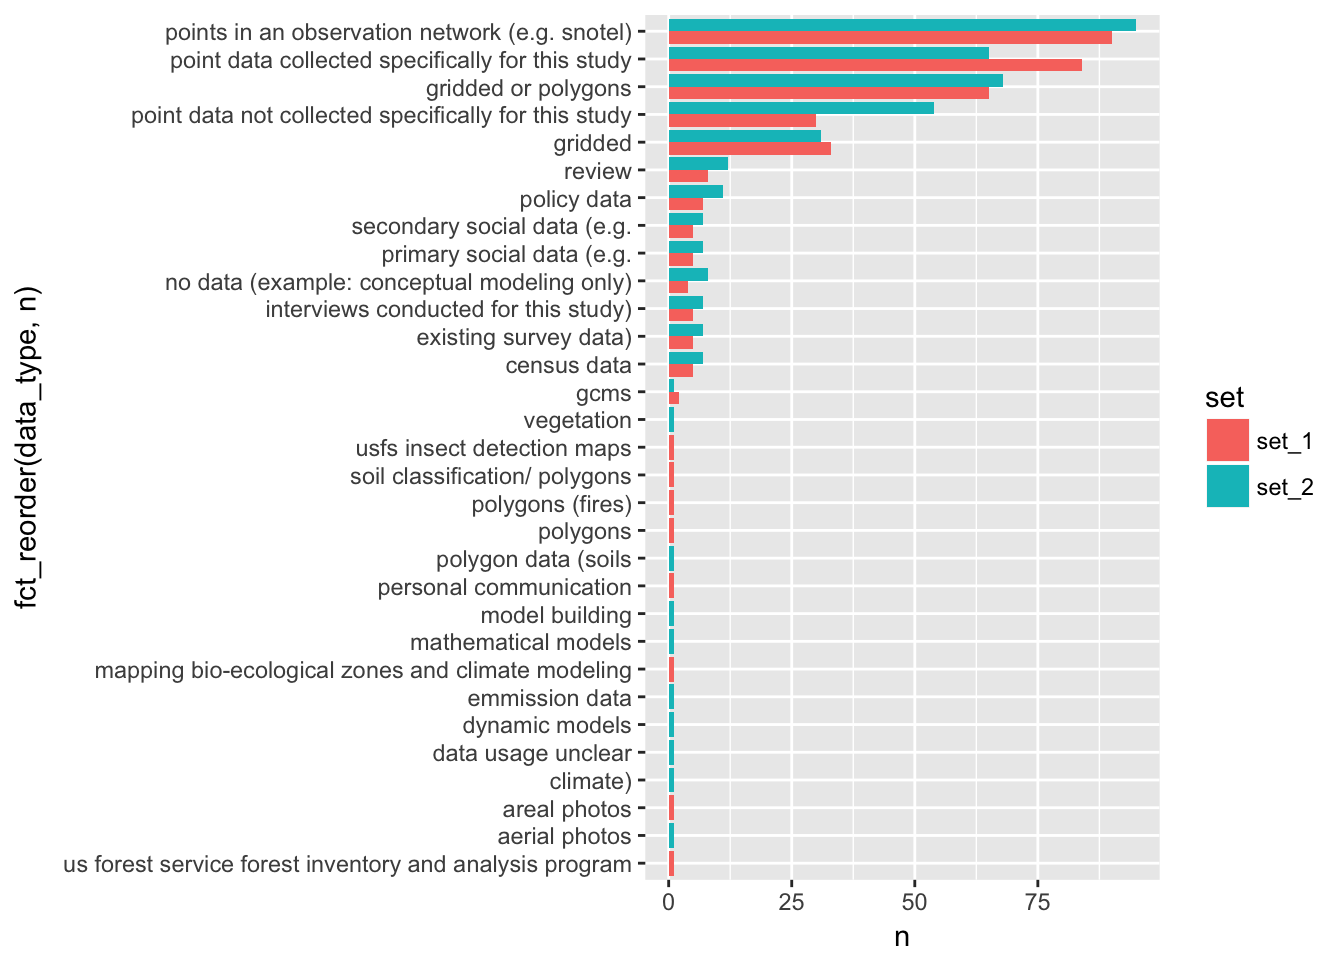 points in an observation network (e.g. snotel)
point data collected specifically for this study
gridded or polygons
point data not collected specifically for this study
gridded
review
policy data
secondary social data (e.g.
primary social data (e.g.
no data (example: conceptual modeling only)
interviews conducted for this study)
existing survey data)
census data
gcms
vegetation
usfs insect detection maps
soil classification/ polygons
polygons (fires)
polygons
polygon data (soils
personal communication
model building
mathematical models
mapping bio-ecological zones and climate modeling
emmission data
dynamic models
data usage unclear
climate)
areal photos
aerial photos
us forest service forest inventory and analysis program
fct_reorder(data_type, n)
0 25 50 75
n
set
set_1
set_2